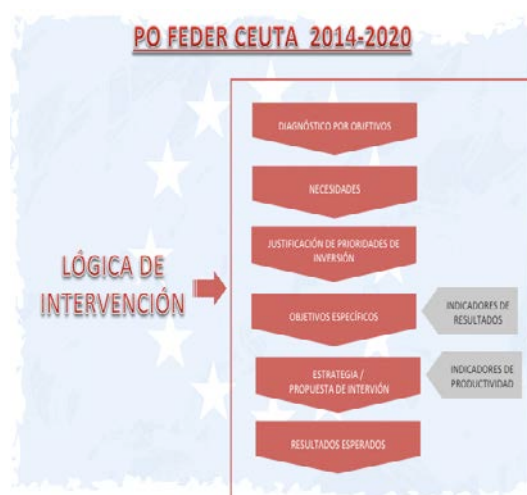 PO FEDER CEUTA 2014-2020
DIAGNÓSTICO POR OBJETIVOS
NECESIDADES
JUSTIFICACIÓN DE PRIORIDADES DE
INVERSIÓN
LÓGICA DE
INTERVENCIÓN
OBJETIVOS ESPECÍFICOS
INDICADORES DE
RESULTADOS
ESTRATEGIA /
PROPUESTA DE INTERVIÓN
INDICADORES DE
PRODUCTIVIDAD
RESULTADOS ESPERADOS